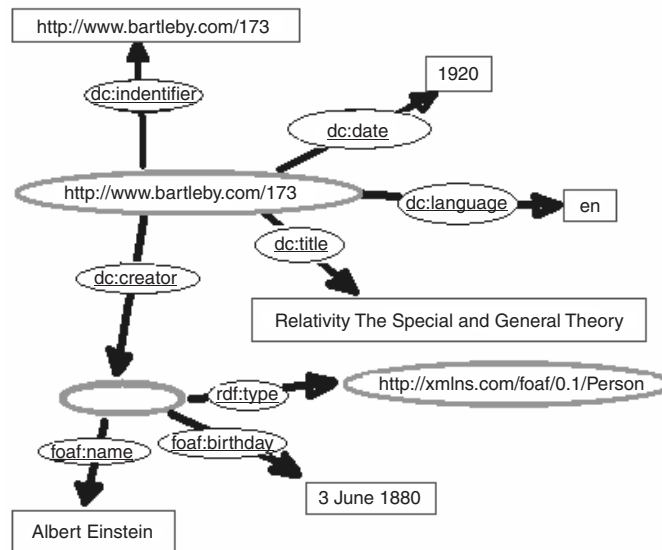 http://www.bartleby.com/173
dc:indentifier
1920
dc:date
http://www.bartleby.com/173
dc:language
en
dc:title
dc:creator
Relativity The Special and General Theory
rdf:type
http://xmlns.com/foaf/0.1/Person
foaf:name
foaf:birthday
3 June 1880
Albert Einstein